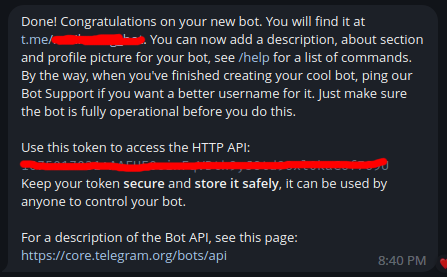 Done! Congratulations on your new bot. You will find it at
t.me/ . You can now add a description, about section
and profile picture for your bot, see /help for a list of commands.
By the way, when you've finished creating your cool bot, ping our
Bot Support if you want a better username for it. Just make sure
the bot is fully operational before you do this.
Use this token to access the HTTP API:
Keep your token secure and store it safely, it can be used by
anyone to control your bot.
For a description of the Bot API, see this page:
https://core.telegram.org/bots/api
8:40 PM